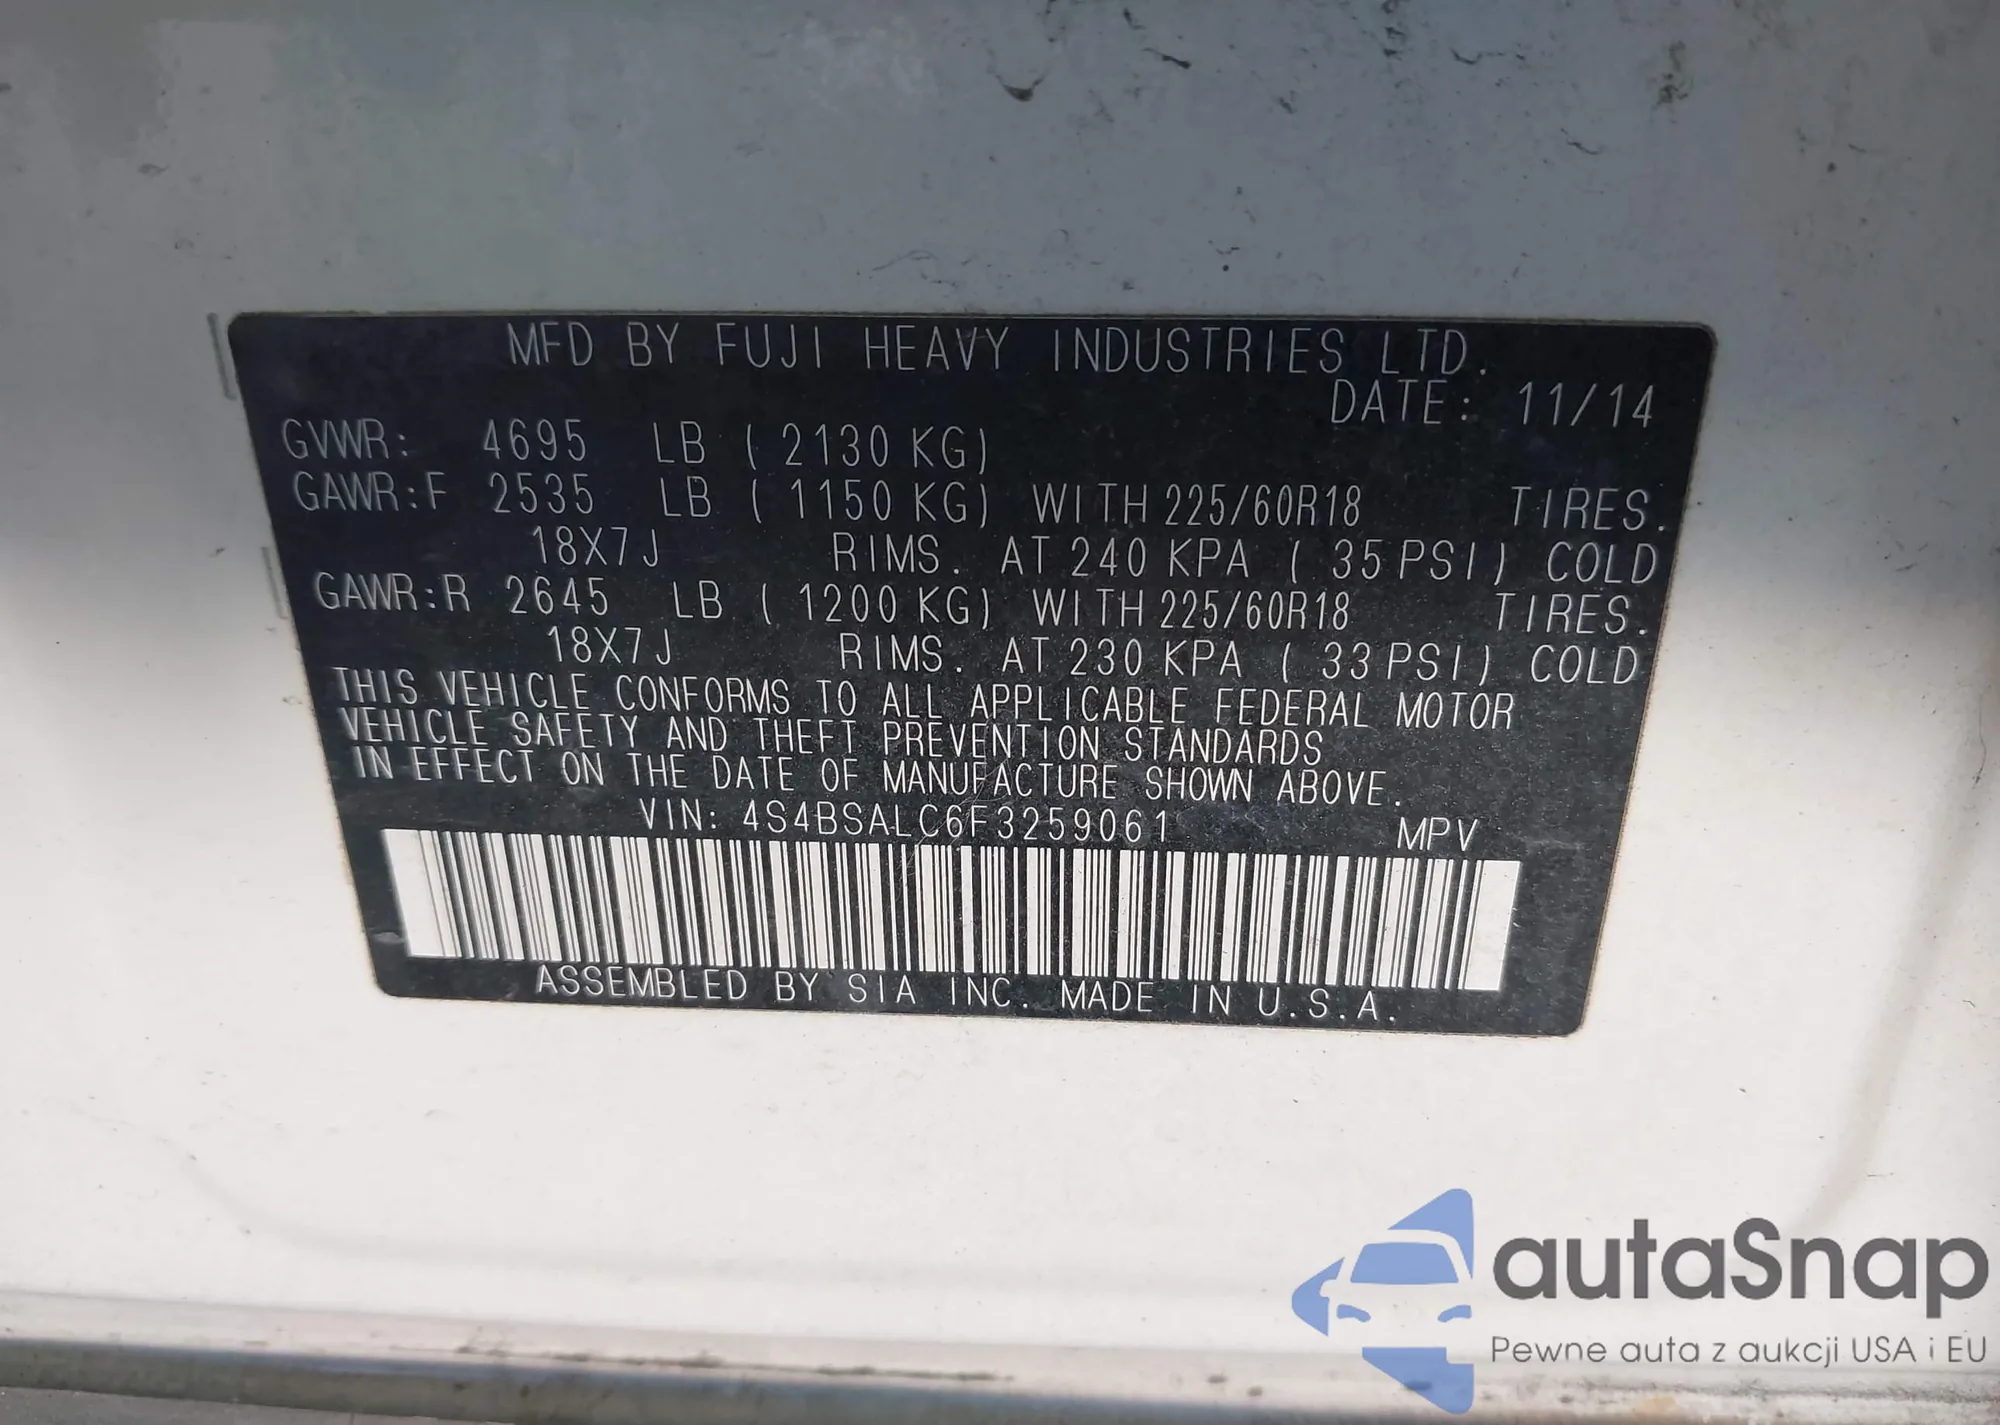 MFD BY FUJI HEAVY INDUSTRIES LTD.
DATE: 11/14
GVWR: 4695 LB ( 2130 KG)
GAWR:F 2535 LB ( 1150 KG) WITH 225/60R18 TIRES.
18X7J RIMS. AT 240 KPA ( 35 PSI) COLD
GAWR:R 2645 LB ( 1200 KG) WITH 225/60R18 TIRES.
18X7J RIMS. AT 230 KPA ( 33 PSI) COLD
THIS VEHICLE CONFORMS TO ALL APPLICABLE FEDERAL MOTOR
VEHICLE SAFETY AND THEFT PREVENTION STANDARDS
IN EFFECT ON THE DATE OF MANUFACTURE SHOWN ABOVE.
VIN: 4S4BSALC6F3259061 MPV
ASSEMBLED BY SIA INC. MADE IN U.S.A.
autaSnap
Pewne auta z aukcji USA i EU